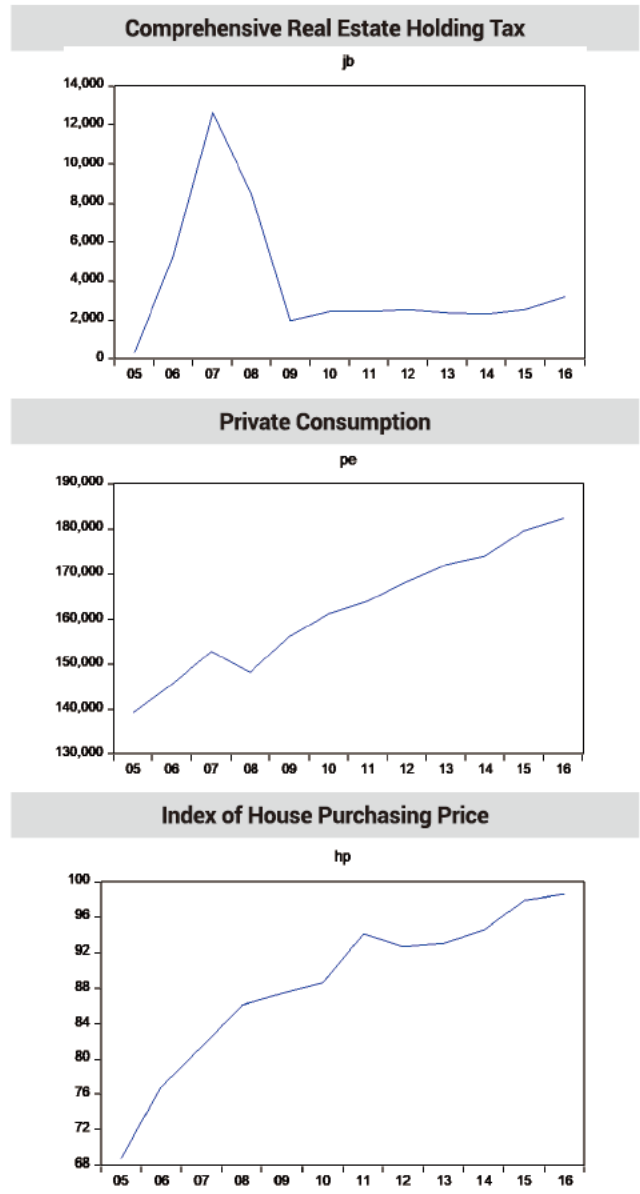 Comprehensive Real Estate Holding Tax
jb
14,000
12,000
10,000
8,000
6,000
4,000
2,000
0
05 06 07 08 09 10 11 12 13 14 15 16
Private Consumption
pe
190,000
180,000
170,000
160,000
150,000
140,000
130,000
05 06 07 08 09 10 11 12 13 14 15 16
Index of House Purchasing Price
hp
100
96
92
88
84
80
76
72
68
05 06 07 08 09 10 11 12 13 14 15 16